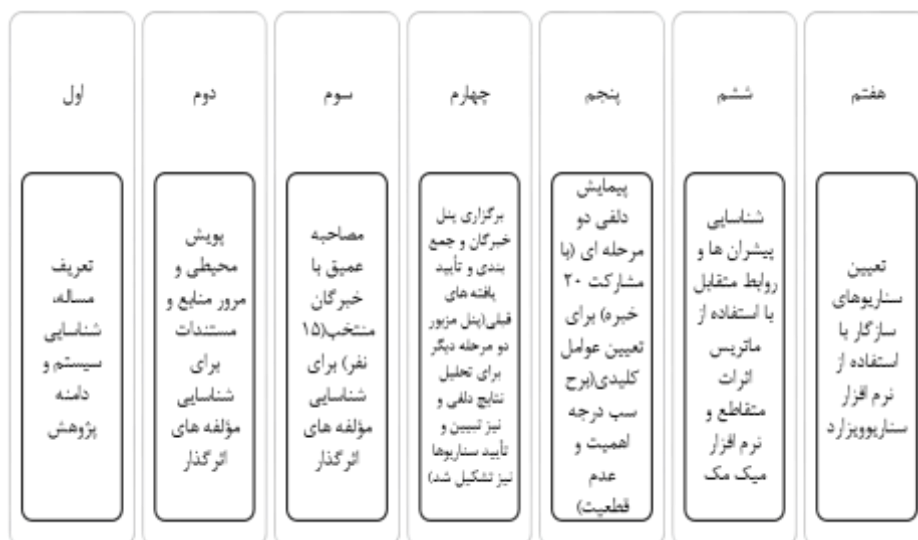 اول
تعریف
مساله،
شناسایی
سیستم و
دامنه
پژوهش
دوم
پویش
محیطی و
مرور منابع و
مستندات
برای
شناسایی
مؤلفه های
اثرگذار
سوم
مصاحبه
عمیق با
خبرگان
منتخب(۱۵
نفر) برای
شناسایی
مؤلفه های
اثرگذار
چهارم
برگزاری پنل
خبرگان و جمع
بندی و تأیید
یافته های
قبلی(پنل مزبور
دو مرحله دیگر
برای تحلیل
نتایج دلفی و
نیز تبیین و
تأیید سناریوها
نیز تشکیل شد)
پنجم
پیمایش
دلفی دو
مرحله ای (با
مشارکت ۲۰
خبره) برای
تعیین عوامل
کلیدی(برح
سب درجه
اهمیت و
عدم
قطعیت)
ششم
شناسایی
پیشران ها و
روابط متقابل
با استفاده از
ماتریس
اثرات
متقاطع و
نرم افزار
میک مک
هفتم
تعیین
سناریوهای
سازگار با
استفاده از
نرم افزار
سناریوویزارد